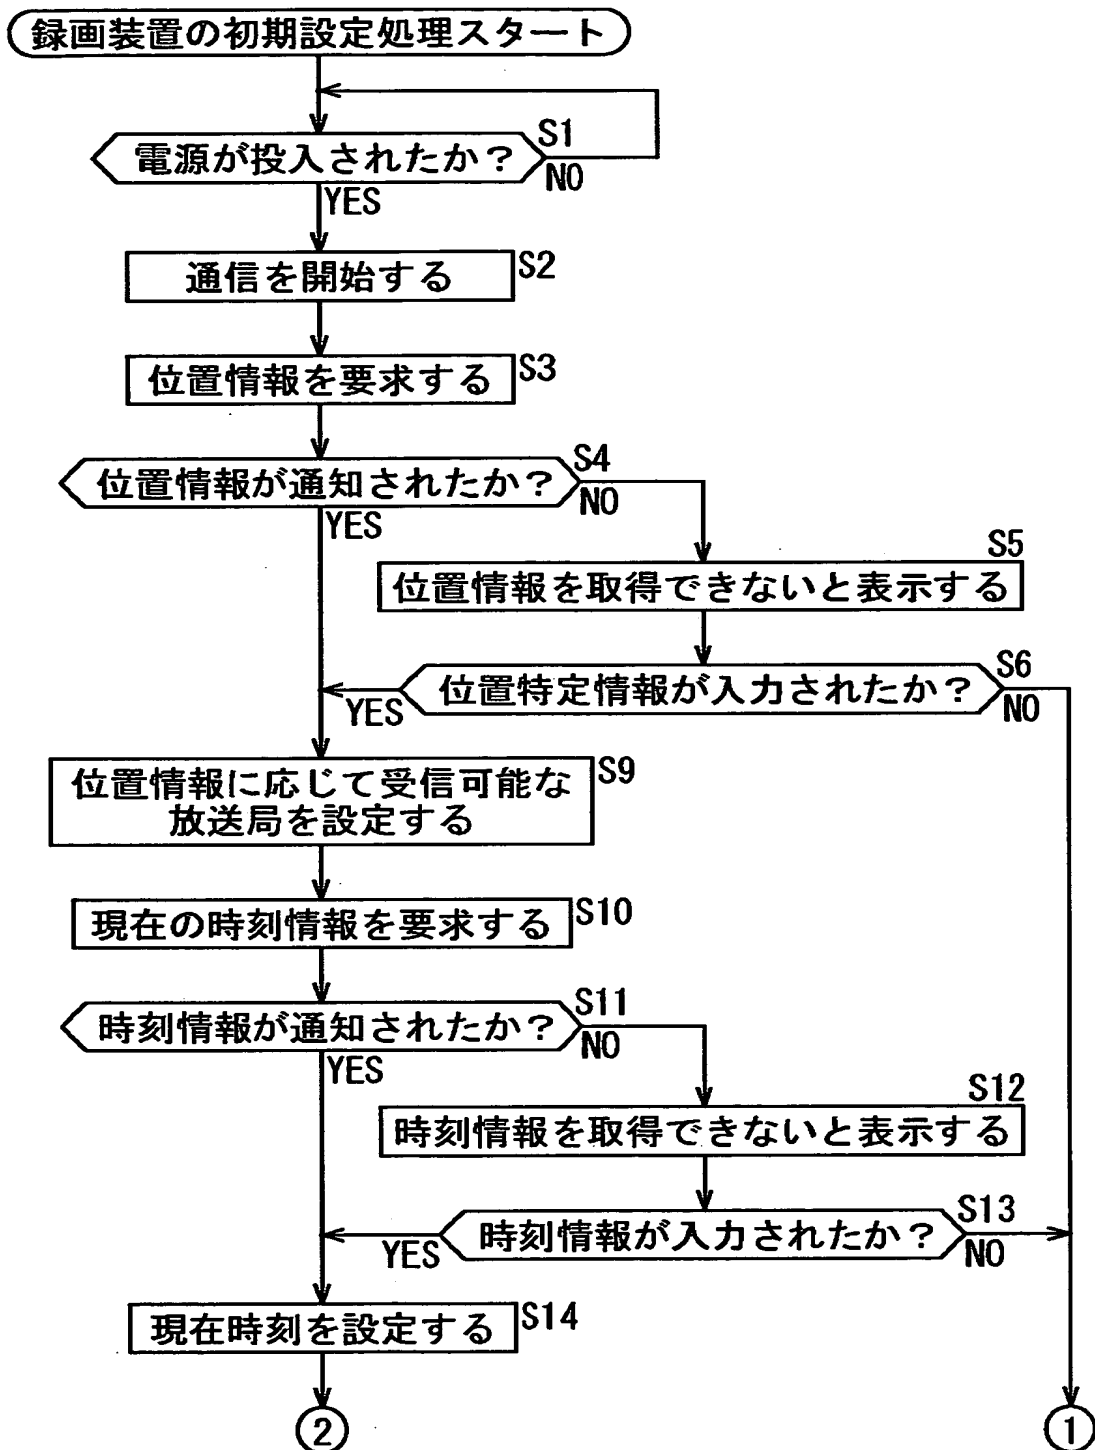 録画装置の初期設定処理スタート
電源が投入されたか？
S1
NO
YES
通信を開始する
S2
位置情報を要求する
S3
位置情報が通知されたか？
S4
NO
YES
S5
位置情報を取得できないと表示する
位置特定情報が入力されたか？
S6
YES
NO
位置情報に応じて受信可能な
放送局を設定する
S9
現在の時刻情報を要求する
S10
時刻情報が通知されたか？
S11
NO
YES
S12
時刻情報を取得できないと表示する
時刻情報が入力されたか？
S13
YES
NO
現在時刻を設定する
S14
2
1